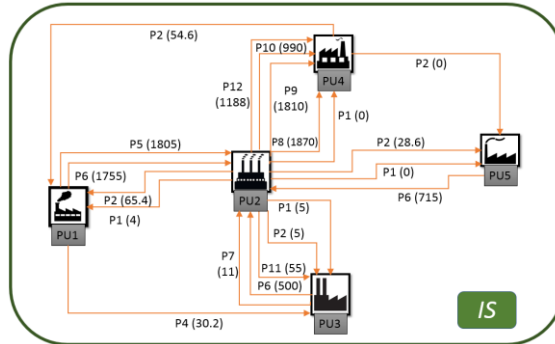 P2 (54.6)
P10 (990)
P12
(1188)
P9
(1810)
PU4
P2 (0)
P1 (0)
P5 (1805)
P8 (1870)
P2 (28.6)
P6 (1755)
P1 (0)
PU5
P6 (715)
P2 (65.4)
PU2
P1 (4)
PU1
P1 (5)
P7
(11)
P2 (5)
P11 (55)
P6 (500)
P4 (30.2)
PU3
IS